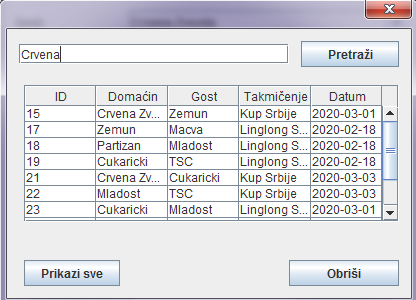 Crvena
Pretraži
ID Domaćin Gost Takmičenje Datum
15 Crvena Zv... Zemun Kup Srbije 2020-03-01
17 Zemun Macva Linglong S... 2020-02-18
18 Partizan Mladost Linglong S... 2020-02-18
19 Cukaricki TSC Linglong S... 2020-02-18
21 Crvena Zv... Cukaricki Kup Srbije 2020-03-03
22 Mladost TSC Kup Srbije 2020-03-03
23 Cukaricki Mladost Linglong S... 2020-03-01
Prikazi sve
Obriši